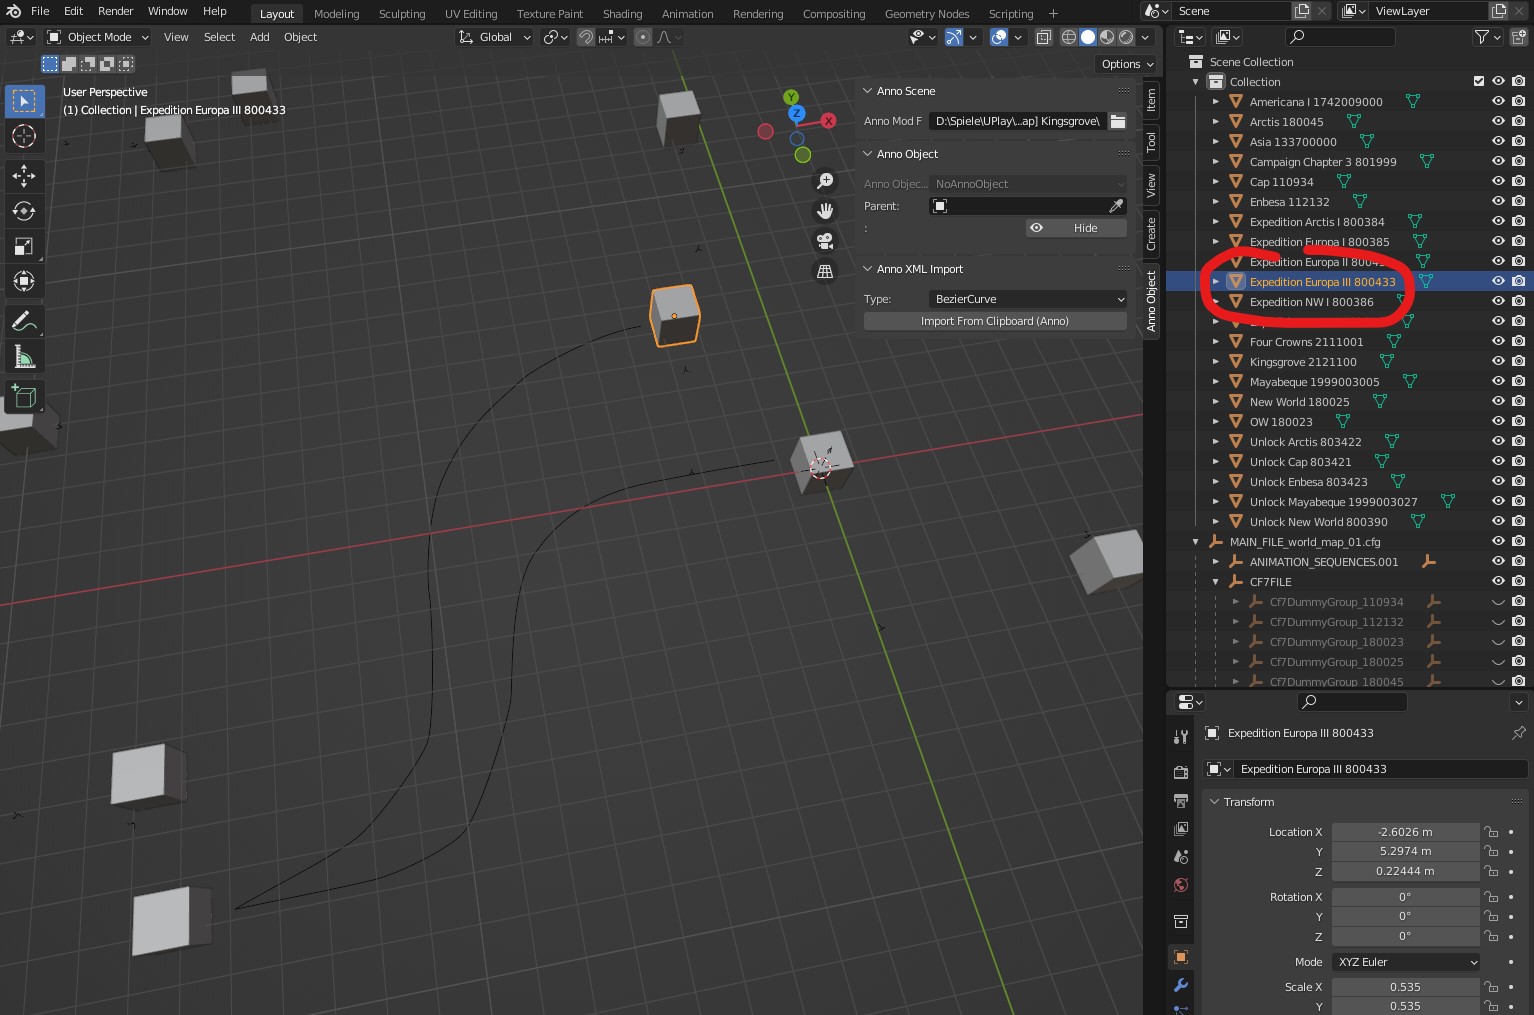 File Edit Render Window Help Layout Modeling Sculpting UV Editing Texture Paint Shading Animation Rendering Compositing Geometry Nodes Scripting + Scene ViewLayer
Object Mode View Select Add Object Global
Options
User Perspective
(1) Collection | Expedition Europa III 800433
Y
Z
X
Anno Scene
Anno Mod F D:\Spiele\UPlay\...ap] Kingsgrove\
Anno Object
Anno Objec... NoAnnoObject
Parent:
: Hide
Anno XML Import
Type: BezierCurve
Import From Clipboard (Anno)
Item
Tool
View
Create
Anno Object
Scene Collection
Collection
Americana I 1742009000
Arctis 180045
Asia 133700000
Campaign Chapter 3 801999
Cap 110934
Enbesa 112132
Expedition Arctis I 800384
Expedition Europa I 800385
Expedition Europa II 8004
Expedition Europa III 800433
Expedition NW I 800386
Four Crowns 2111001
Kingsgrove 2121100
Mayabeque 1999003005
New World 180025
OW 180023
Unlock Arctis 803422
Unlock Cap 803421
Unlock Enbesa 803423
Unlock Mayabeque 1999003027
Unlock New World 800390
MAIN_FILE_world_map_01.cfg
ANIMATION_SEQUENCES.001
CF7FILE
Cf7DummyGroup_110934
Cf7DummyGroup_112132
Cf7DummyGroup_180023
Cf7DummyGroup_180025
Cf7DummyGroup_180045
Expedition Europa III 800433
Expedition Europa III 800433
Transform
Location X -2.6026 m
Y 5.2974 m
Z 0.22444 m
Rotation X 0°
Y 0°
Z 0°
Mode XYZ Euler
Scale X 0.535
Y 0.535